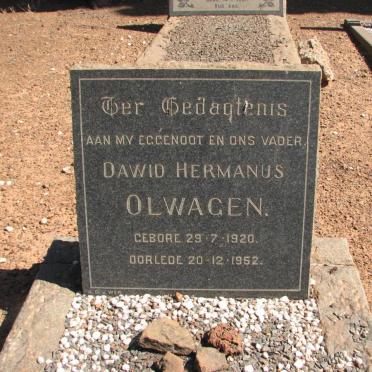 Ter Gedagtenis
AAN MY EGGENOOT EN ONS VADER,
DAWID HERMANUS
OLWAGEN.
GEBORE 29-7-1920.
OORLEDE 20-12-1952.